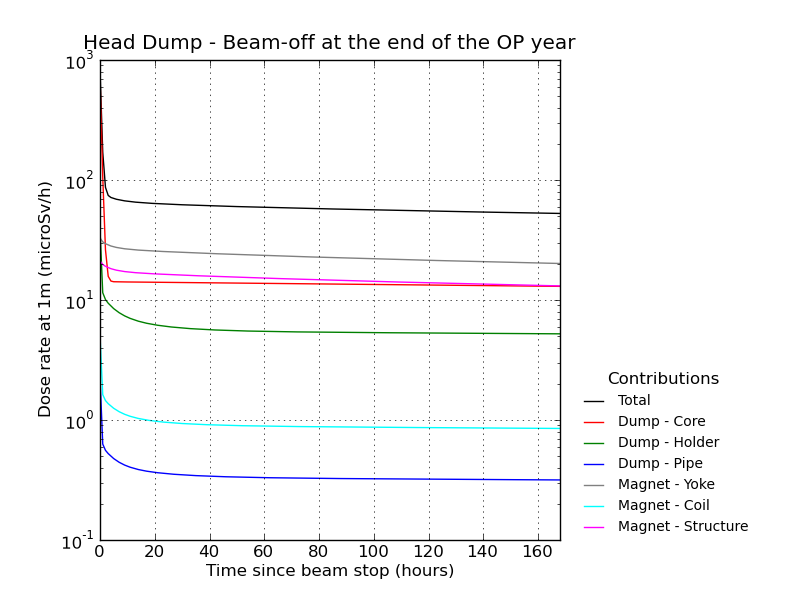 Head Dump - Beam-off at the end of the OP year
10^3
10^2
10^1
10^0
10^-1
Dose rate at 1m (microSv/h)
0 20 40 60 80 100 120 140 160
Time since beam stop (hours)
Contributions
Total
Dump - Core
Dump - Holder
Dump - Pipe
Magnet - Yoke
Magnet - Coil
Magnet - Structure